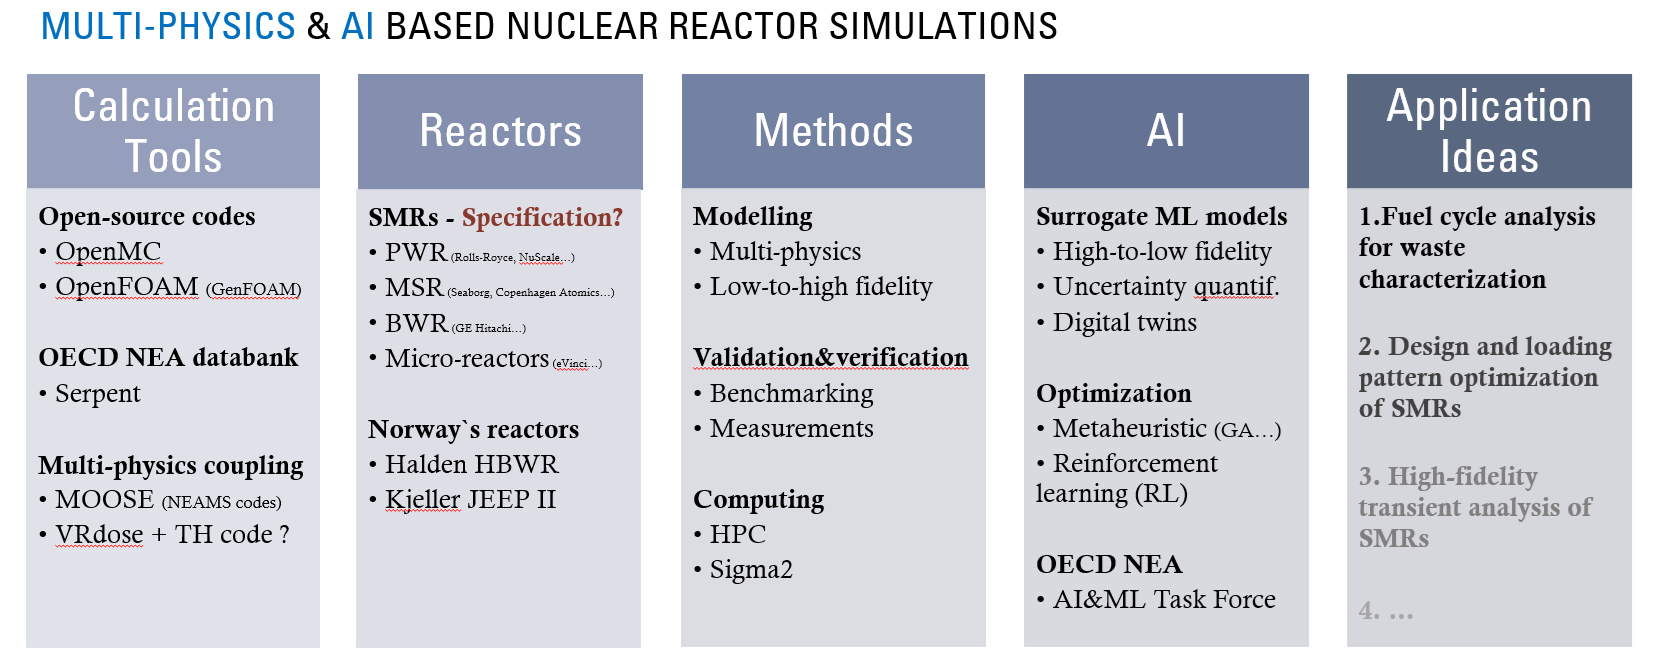 MULTI-PHYSICS & AI BASED NUCLEAR REACTOR SIMULATIONS
Calculation
Tools
Open-source codes
• OpenMC
• OpenFOAM (GenFOAM)
OECD NEA databank
• Serpent
Multi-physics coupling
• MOOSE (NEAMS codes)
• VRdose + TH code ?
Reactors
SMRs - Specification?
• PWR (Rolls-Royce, NuScale...)
• MSR (Seaborg, Copenhagen Atomics...)
• BWR (GE Hitachi...)
• Micro-reactors (eVinci...)
Norway`s reactors
• Halden HBWR
• Kjeller JEEP II
Methods
Modelling
• Multi-physics
• Low-to-high fidelity
Validation&verification
• Benchmarking
• Measurements
Computing
• HPC
• Sigma2
AI
Surrogate ML models
• High-to-low fidelity
• Uncertainty quantif.
• Digital twins
Optimization
• Metaheuristic (GA...)
• Reinforcement
learning (RL)
OECD NEA
• AI&ML Task Force
Application
Ideas
1.Fuel cycle analysis
for waste
characterization
2. Design and loading
pattern optimization
of SMRs
3. High-fidelity
transient analysis of
SMRs
4. ...